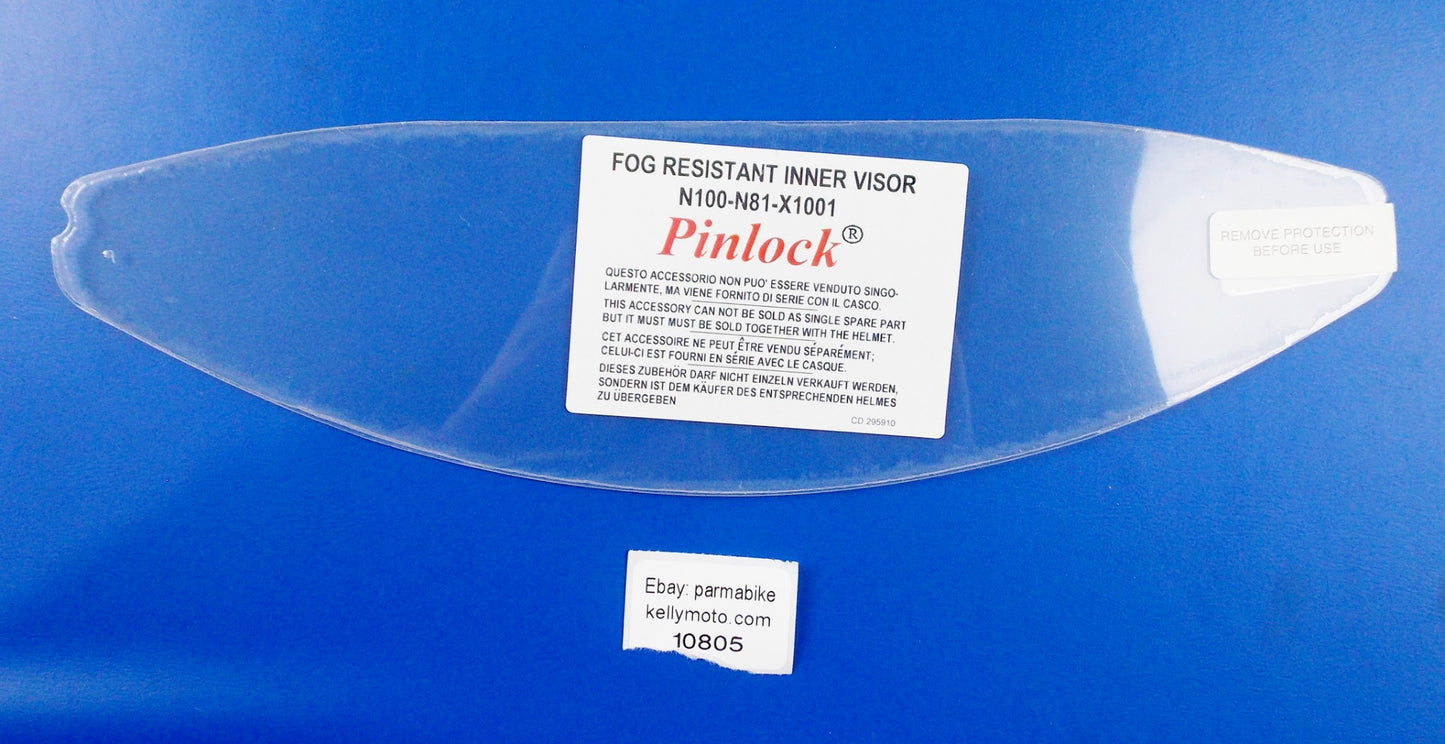 FOG RESISTANT INNER VISOR
N100-N81-X1001
Pinlock®
QUESTO ACCESSORIO NON PUO' ESSERE VENDUTO SINGO-
LARMENTE, MA VIENE FORNITO DI SERIE CON IL CASCO.
THIS ACCESSORY CAN NOT BE SOLD AS SINGLE SPARE PART
BUT IT MUST MUST BE SOLD TOGETHER WITH THE HELMET.
CET ACCESSOIRE NE PEUT ÊTRE VENDU SÉPARÉMENT;
CELUI-CI EST FOURNI EN SÉRIE AVEC LE CASQUE.
DIESES ZUBEHÖR DARF NICHT EINZELN VERKAUFT WERDEN,
SONDERN IST DEM KÄUFER DES ENTSPRECHENDEN HELMES
ZU ÜBERGEBEN
CD.295910
REMOVE PROTECTION
BEFORE USE
Ebay: parmabike
kellymoto.com
10805